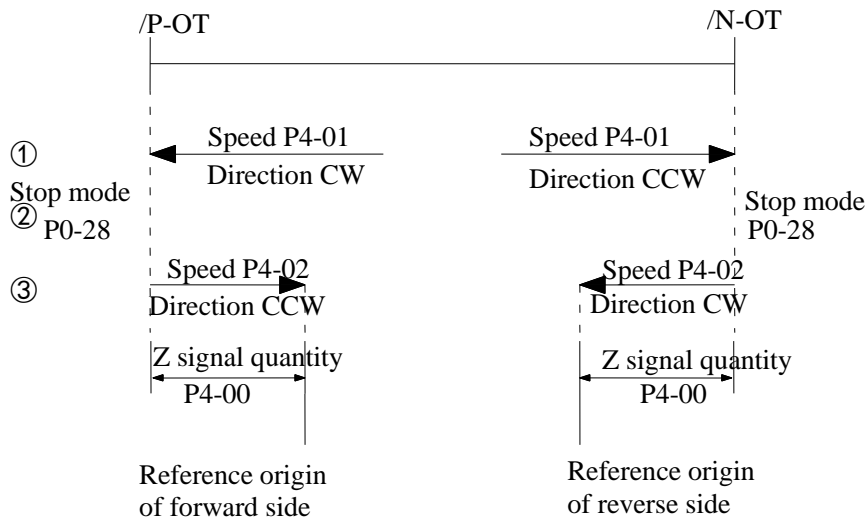 /P-OT
/N-OT
①
Speed P4-01
Direction CW
Speed P4-01
Direction CCW
Stop mode
② P0-28
Stop mode
P0-28
③
Speed P4-02
Direction CCW
Speed P4-02
Direction CW
Z signal quantity
P4-00
Z signal quantity
P4-00
Reference origin
of forward side
Reference origin
of reverse side